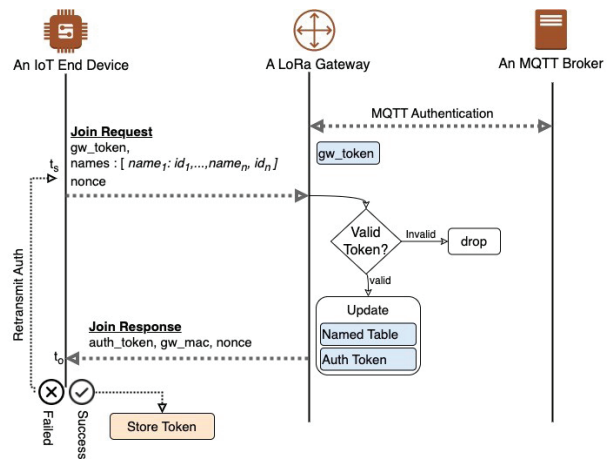 An IoT End Device
A LoRa Gateway
An MQTT Broker
MQTT Authentication
Join Request
gw_token,
names : [ name1: id1,...,namen, idn ]
nonce
gw_token
ts
Valid
Token?
Invalid
drop
valid
Update
Named Table
Auth Token
Retransmit Auth
Join Response
auth_token, gw_mac, nonce
to
Failed
Success
Store Token